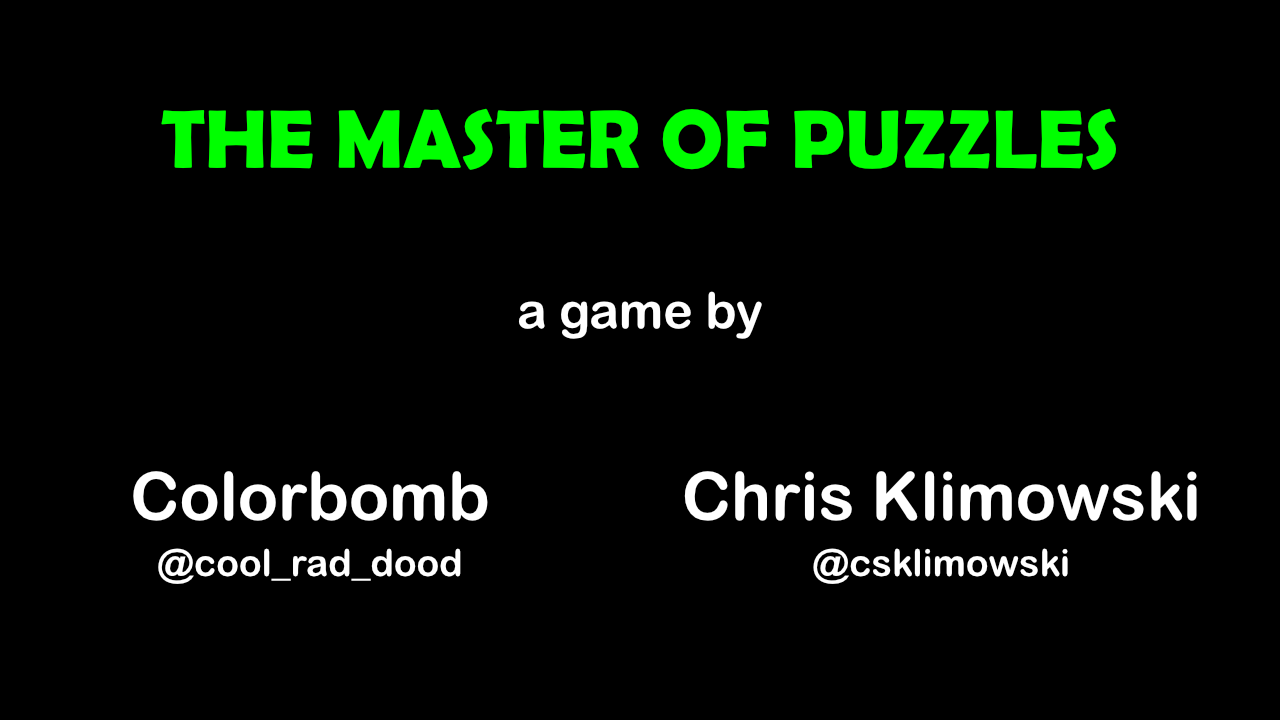 THE MASTER OF PUZZLES
a game by
Colorbomb
@cool_rad_dood
Chris Klimowski
@csklimowski